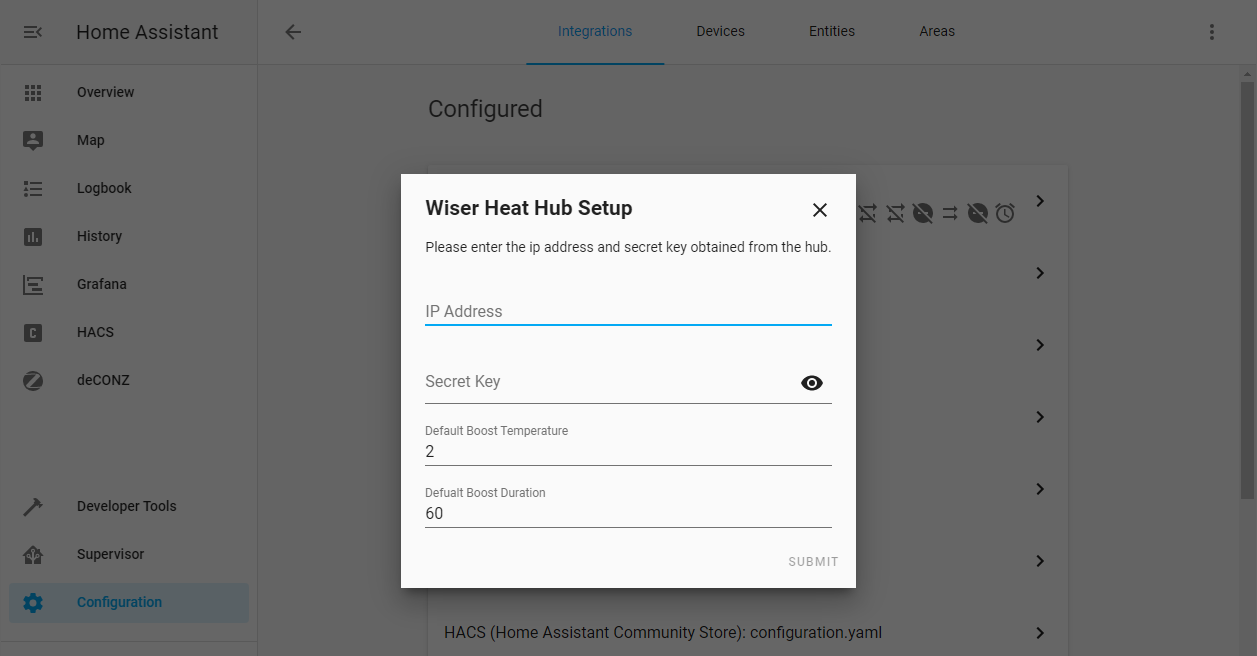 Home Assistant
Integrations
Devices
Entities
Areas
Overview
Map
Logbook
History
Grafana
HACS
deCONZ
Developer Tools
Supervisor
Configuration
Configured
Wiser Heat Hub Setup
Please enter the ip address and secret key obtained from the hub.
IP Address
Secret Key
Default Boost Temperature
2
Defualt Boost Duration
60
SUBMIT
HACS (Home Assistant Community Store): configuration.yaml